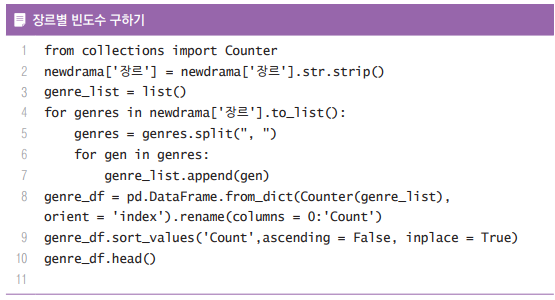 장르별 빈도수 구하기
1 from collections import Counter
2 newdrama['장르'] = newdrama['장르'].str.strip()
3 genre_list = list()
4 for genres in newdrama['장르'].to_list():
5     genres = genres.split(", ")
6     for gen in genres:
7         genre_list.append(gen)
8 genre_df = pd.DataFrame.from_dict(Counter(genre_list),
orient = 'index').rename(columns = 0:'Count')
9 genre_df.sort_values('Count',ascending = False, inplace = True)
10 genre_df.head()
11